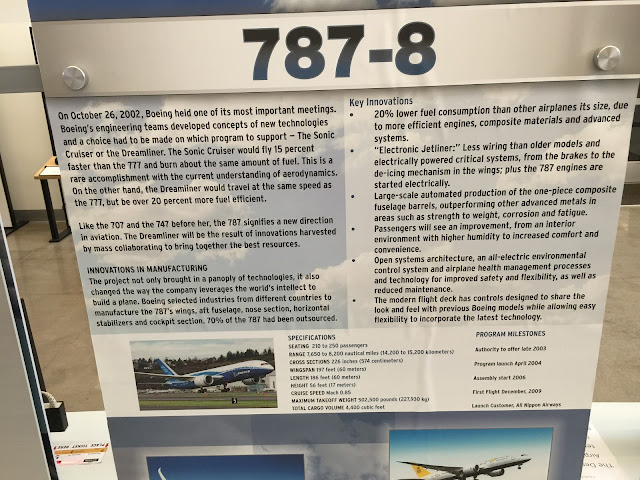 787-8
On October 26, 2002, Boeing held one of its most important meetings.
Boeing's engineering teams developed concepts of new technologies
and a choice had to be made on which program to support — The Sonic
Cruiser or the Dreamliner. The Sonic Cruiser would fly 15 percent
faster than the 777 and burn about the same amount of fuel. This is a
rare accomplishment with the current understanding of aerodynamics.
On the other hand, the Dreamliner would travel at the same speed as
the 777, but be over 20 percent more fuel efficient.
Like the 707 and the 747 before her, the 787 signifies a new direction
in aviation. The Dreamliner will be the result of innovations harvested
by mass collaborating to bring together the best resources.
INNOVATIONS IN MANUFACTURING
The project not only brought in a panoply of technologies, it also
changed the way the company leverages the world's intellect to
build a plane. Boeing selected industries from different countries to
manufacture the 787's wings, aft fuselage, nose section, horizontal
stabilizers and cockpit section. 70% of the 787 had been outsourced.
Key Innovations
• 20% lower fuel consumption than other airplanes its size, due
to more efficient engines, composite materials and advanced
systems.
• "Electronic Jetliner:" Less wiring than older models and
electrically powered critical systems, from the brakes to the
de-icing mechanism in the wings; plus the 787 engines are
started electrically.
• Large-scale automated production of the one-piece composite
fuselage barrels, outperforming other advanced metals in
areas such as strength to weight, corrosion and fatigue.
• Passengers will see an improvement, from an interior
environment with higher humidity to increased comfort and
convenience.
• Open systems architecture, an all-electric environmental
control system and airplane health management processes
and technology for improved safety and flexibility, as well as
reduced maintenance.
• The modern flight deck has controls designed to share the
look and feel with previous Boeing models while allowing easy
flexibility to incorporate the latest technology.
SPECIFICATIONS
SEATING 210 to 250 passengers
RANGE 7,650 to 8,200 nautical miles (14,200 to 15,200 kilometers)
CROSS SECTIONS 226 inches (574 centimeters)
WINGSPAN 197 feet (60 meters)
LENGTH 186 feet (60 meters)
HEIGHT 56 feet (17 meters)
CRUISE SPEED Mach 0.85
MAXIMUM TAKEOFF WEIGHT 502,500 pounds (227,930 kg)
TOTAL CARGO VOLUME 4,400 cubic feet
PROGRAM MILESTONES
Authority to offer late 2003
Program launch April 2004
Assembly start 2006
First Flight December, 2009
Launch Customer, All Nippon Airways
PLACE TICKET HERE